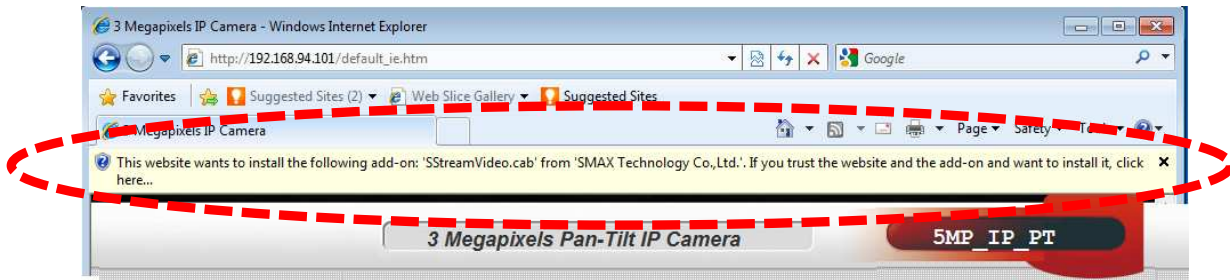 3 Megapixels IP Camera - Windows Internet Explorer
http://192.168.94.101/default_ie.htm
Google
Favorites Suggested Sites (2) Web Slice Gallery Suggested Sites
3 Megapixels IP Camera Page Safety Tools
This website wants to install the following add-on: 'SStreamVideo.cab' from 'SMAX Technology Co.,Ltd.'. If you trust the website and the add-on and want to install it, click
here...
3 Megapixels Pan-Tilt IP Camera
5MP_IP_PT